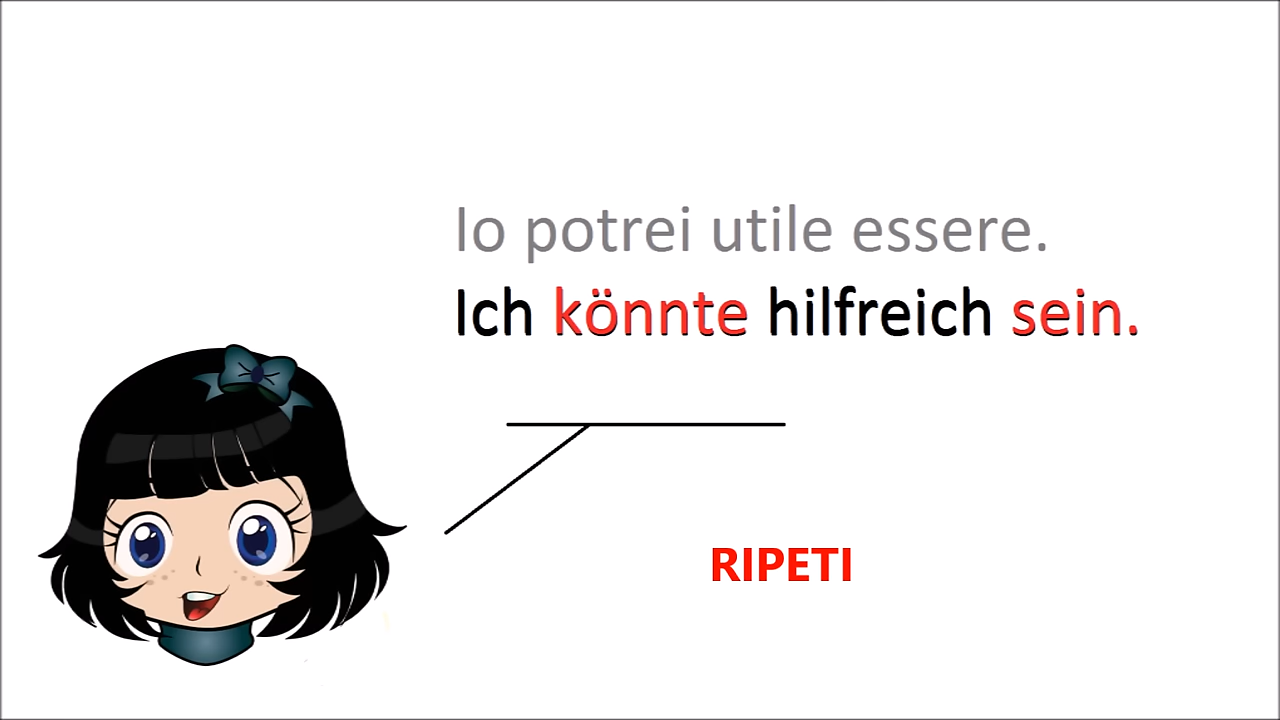 Io potrei utile essere.
Ich könnte hilfreich sein.
RIPETI